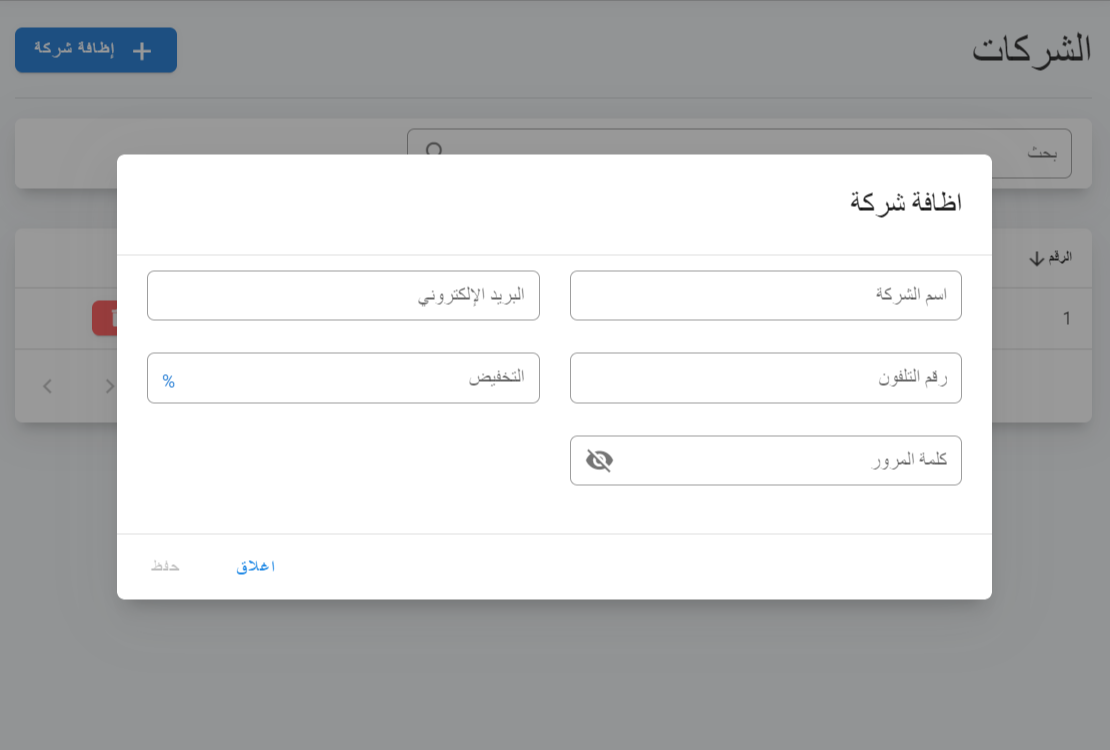 الشركات
إظافة شركة
بحث
اظافة شركة
الرقم
1
اسم الشركة
البريد الإلكتروني
رقم التلفون
التخفيض
%
كلمة المرور
اغلاق
حفظ